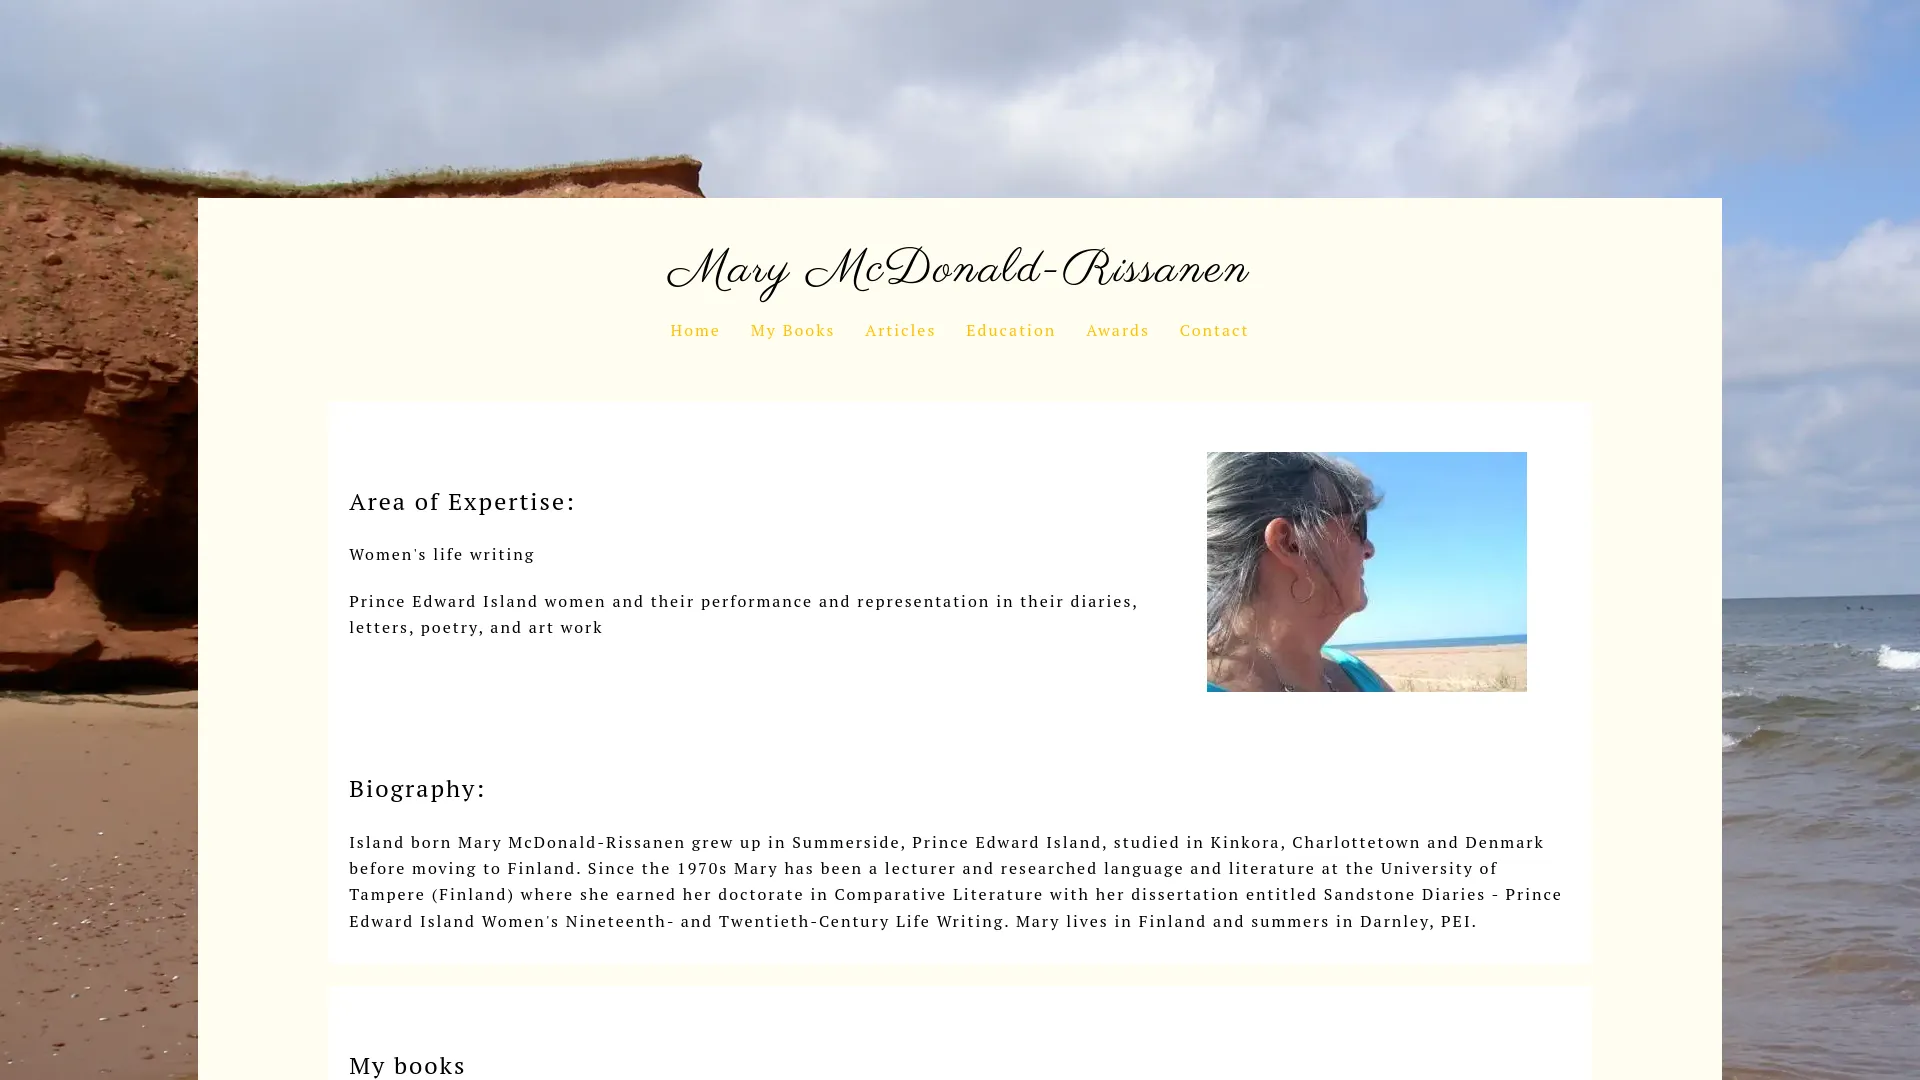 Mary McDonald-Rissanen
Home My Books Articles Education Awards Contact
Area of Expertise:
Women's life writing
Prince Edward Island women and their performance and representation in their diaries,
letters, poetry, and art work
Biography:
Island born Mary McDonald-Rissanen grew up in Summerside, Prince Edward Island, studied in Kinkora, Charlottetown and Denmark
before moving to Finland. Since the 1970s Mary has been a lecturer and researched language and literature at the University of
Tampere (Finland) where she earned her doctorate in Comparative Literature with her dissertation entitled Sandstone Diaries - Prince
Edward Island Women's Nineteenth- and Twentieth-Century Life Writing. Mary lives in Finland and summers in Darnley, PEI.
My books